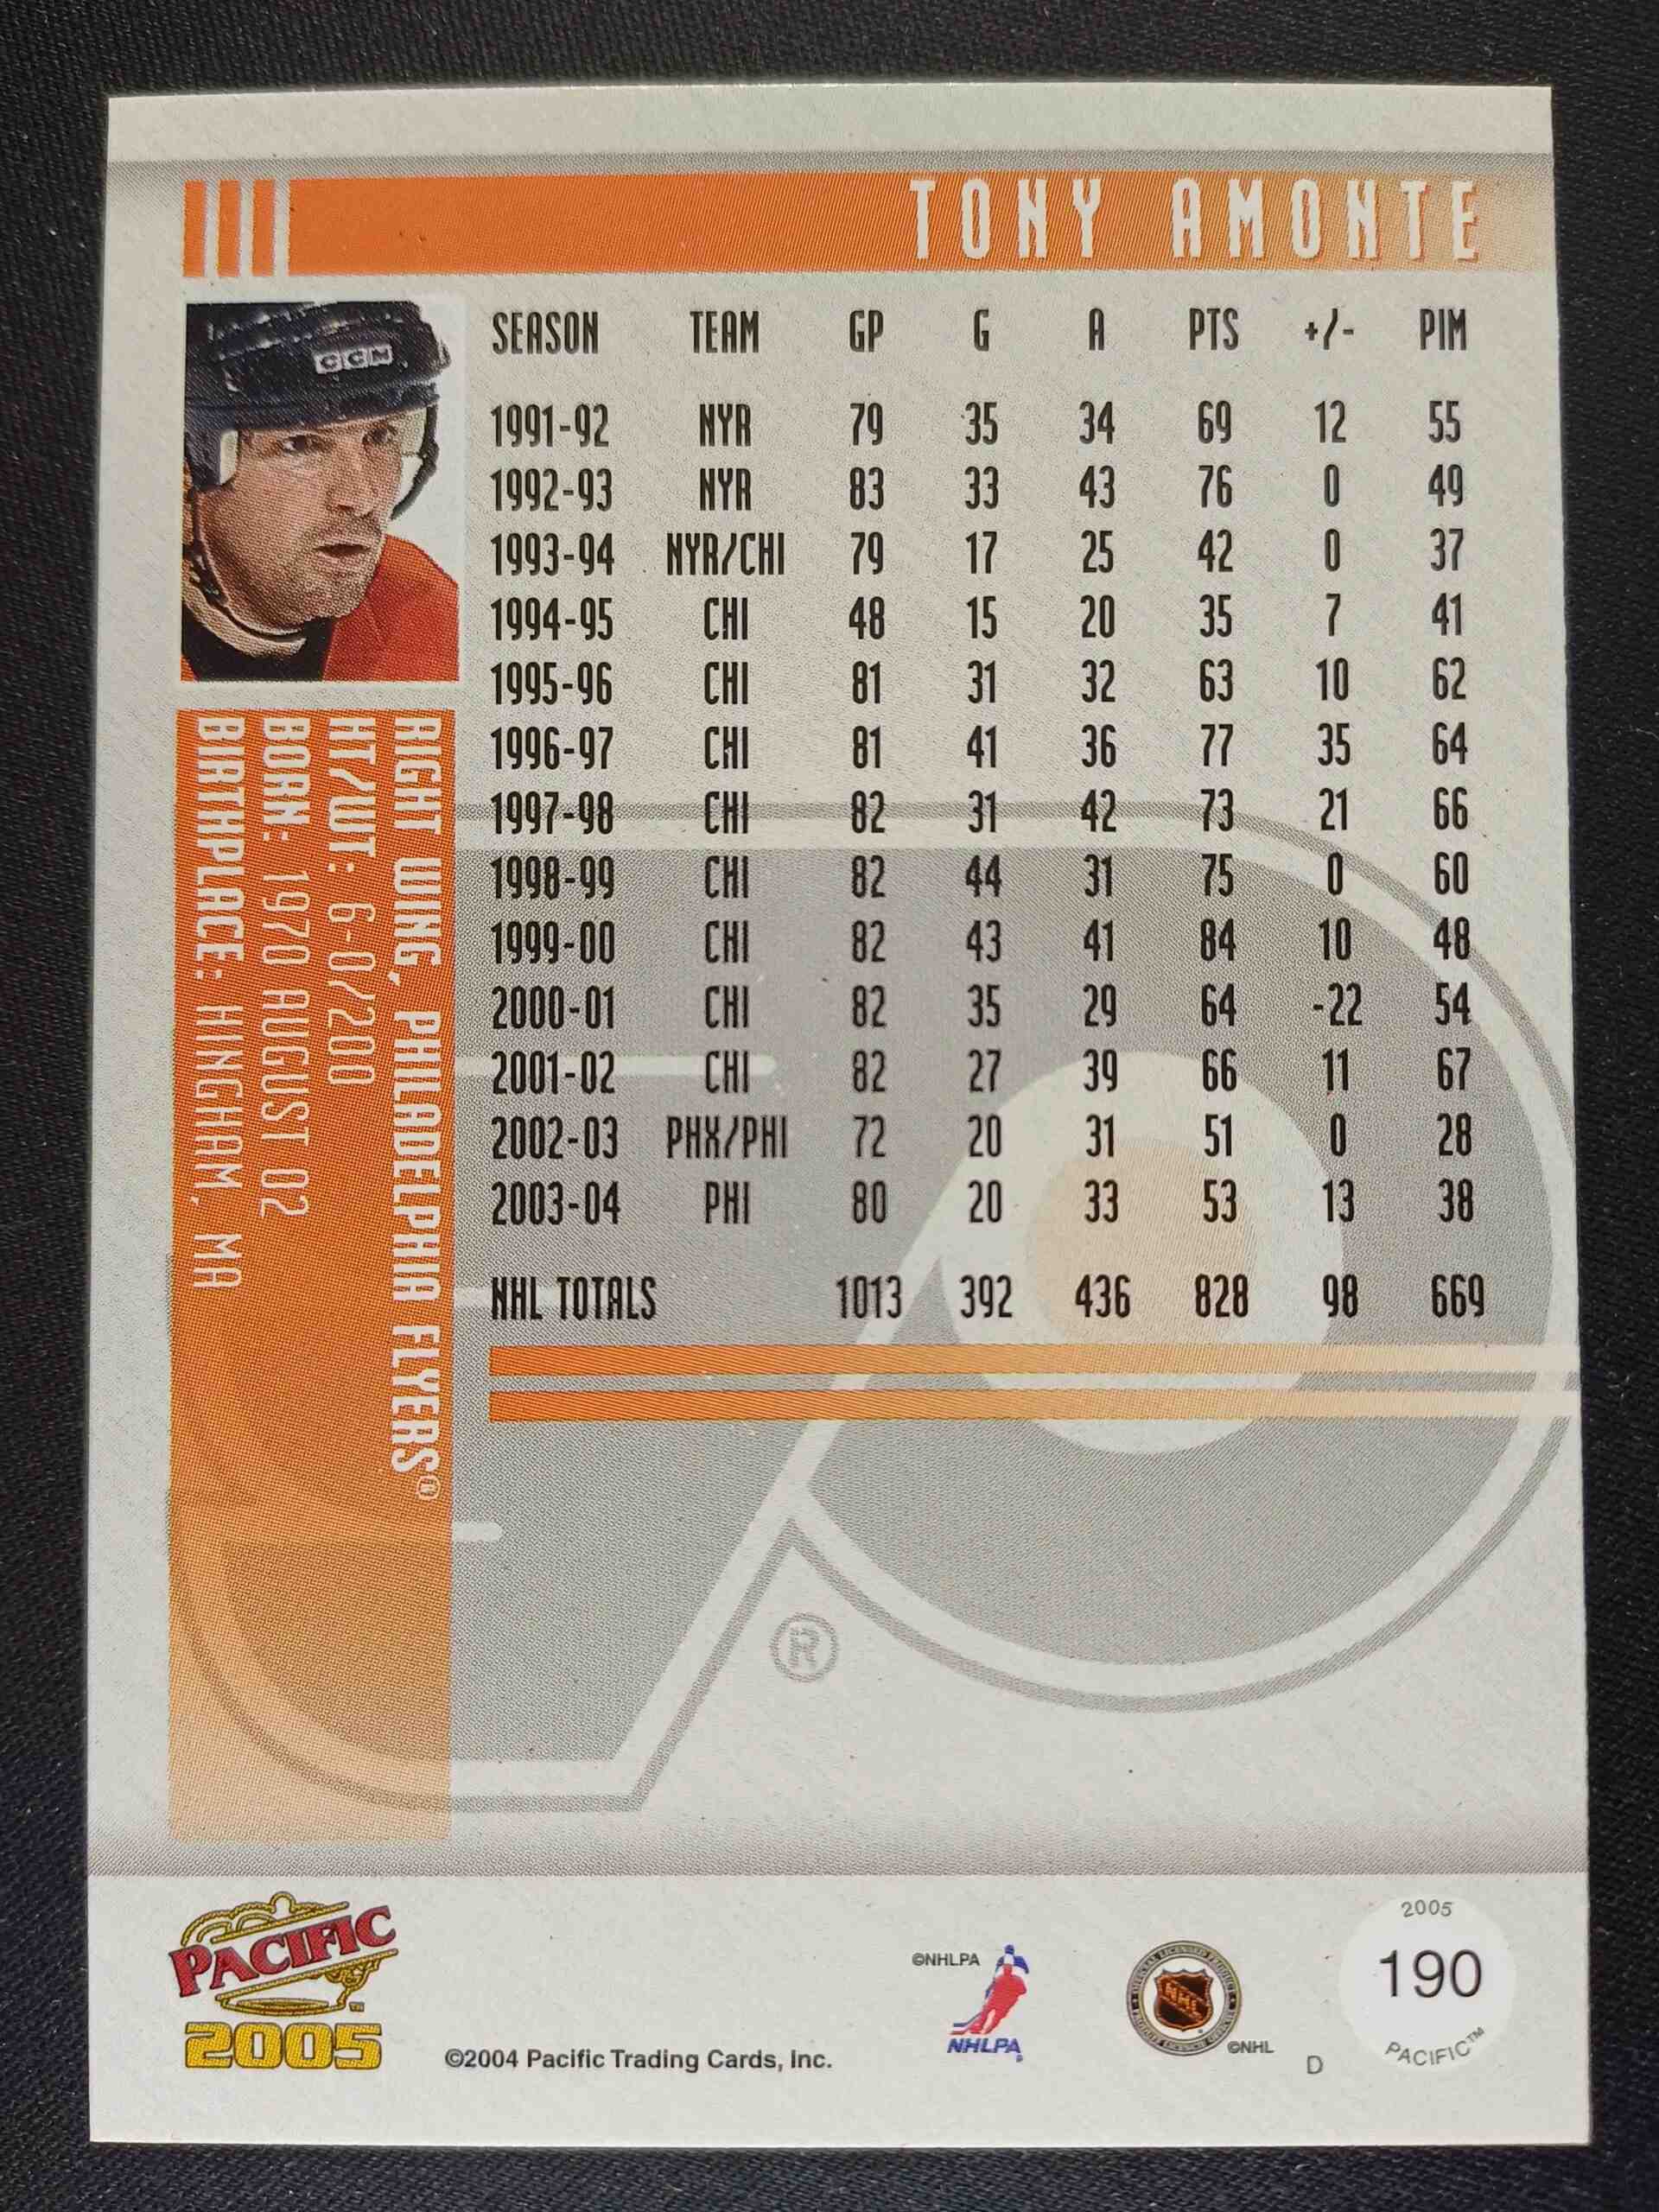 TONY AMONTE
CCM
SEASON TEAM GP G A PTS +/- PIM
1991-92 NYR 79 35 34 69 12 55
1992-93 NYR 83 33 43 76 0 49
1993-94 NYR/CHI 79 17 25 42 0 37
1994-95 CHI 48 15 20 35 7 41
1995-96 CHI 81 31 32 63 10 62
1996-97 CHI 81 41 36 77 35 64
1997-98 CHI 82 31 42 73 21 66
1998-99 CHI 82 44 31 75 0 60
1999-00 CHI 82 43 41 84 10 48
2000-01 CHI 82 35 29 64 -22 54
2001-02 CHI 82 27 39 66 11 67
2002-03 PHX/PHI 72 20 31 51 0 28
2003-04 PHI 80 20 33 53 13 38
NHL TOTALS 1013 392 436 828 98 669
RIGHT WING, PHILADELPHIA FLYERS®
HT/WT: 6-0/200
BORN: 1970 AUGUST 02
BIRTHPLACE: HINGHAM, MA
®
PACIFIC™
2005
©2004 Pacific Trading Cards, Inc.
©NHLPA
NHLPA
NHL
©NHL
D
2005
190
PACIFIC™